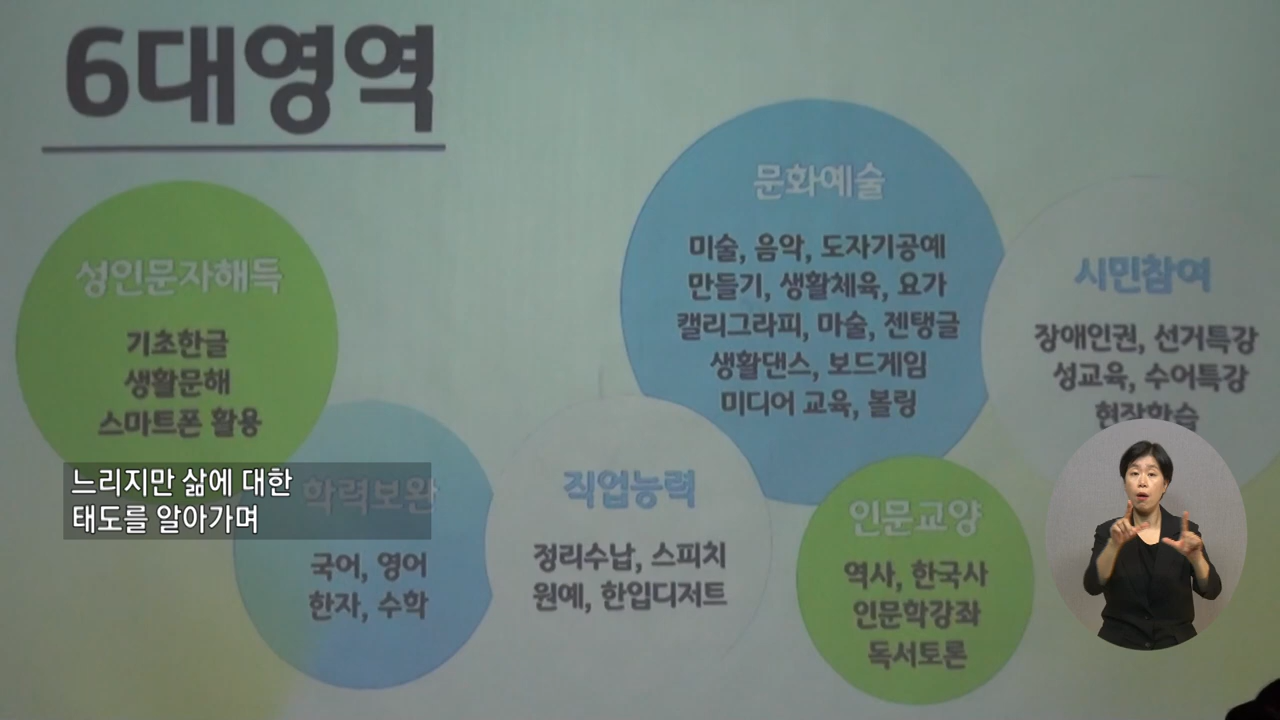 6대영역
성인문자해득
기초한글
생활문해
스마트폰 활용
느리지만 삶에 대한
태도를 알아가며
학력보완
국어, 영어
한자, 수학
직업능력
정리수납, 스피치
원예, 한입디저트
문화예술
미술, 음악, 도자기공예
만들기, 생활체육, 요가
캘리그라피, 마술, 젠탱글
생활댄스, 보드게임
미디어 교육, 볼링
인문교양
역사, 한국사
인문학강좌
독서토론
시민참여
장애인권, 선거특강
성교육, 수어특강
현장학습